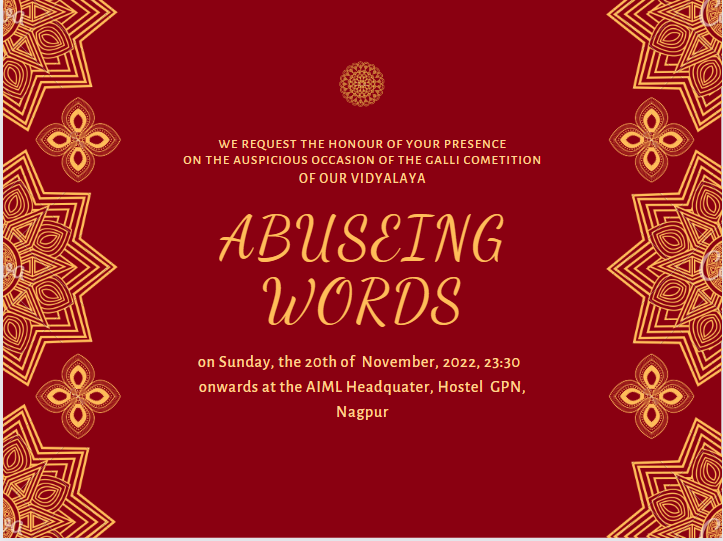 WE REQUEST THE HONOUR OF YOUR PRESENCE
ON THE AUSPICIOUS OCCASION OF THE GALLI COMETITION
OF OUR VIDYALAYA
ABUSEING
WORDS
on Sunday, the 20th of November, 2022, 23:30
onwards at the AIML Headquater, Hostel GPN,
Nagpur